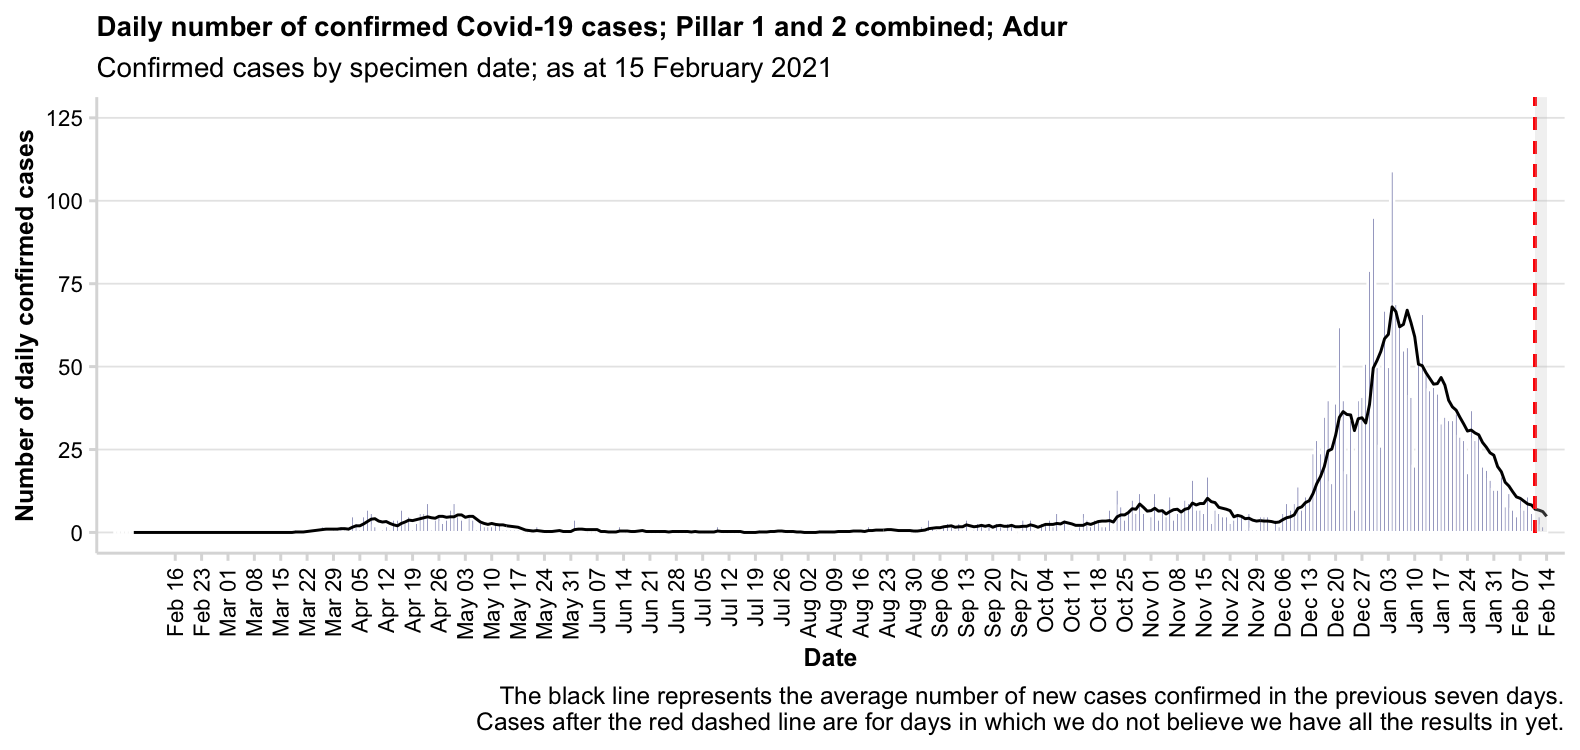 Daily number of confirmed Covid-19 cases; Pillar 1 and 2 combined; Adur
Confirmed cases by specimen date; as at 15 February 2021
Number of daily confirmed cases
125
100
75
50
25
0
Feb 16
Feb 23
Mar 01
Mar 08
Mar 15
Mar 22
Mar 29
Apr 05
Apr 12
Apr 19
Apr 26
May 03
May 10
May 17
May 24
May 31
Jun 07
Jun 14
Jun 21
Jun 28
Jul 05
Jul 12
Jul 19
Jul 26
Aug 02
Aug 09
Aug 16
Aug 23
Aug 30
Sep 06
Sep 13
Sep 20
Sep 27
Oct 04
Oct 11
Oct 18
Oct 25
Nov 01
Nov 08
Nov 15
Nov 22
Nov 29
Dec 06
Dec 13
Dec 20
Dec 27
Jan 03
Jan 10
Jan 17
Jan 24
Jan 31
Feb 07
Feb 14
Date
The black line represents the average number of new cases confirmed in the previous seven days.
Cases after the red dashed line are for days in which we do not believe we have all the results in yet.